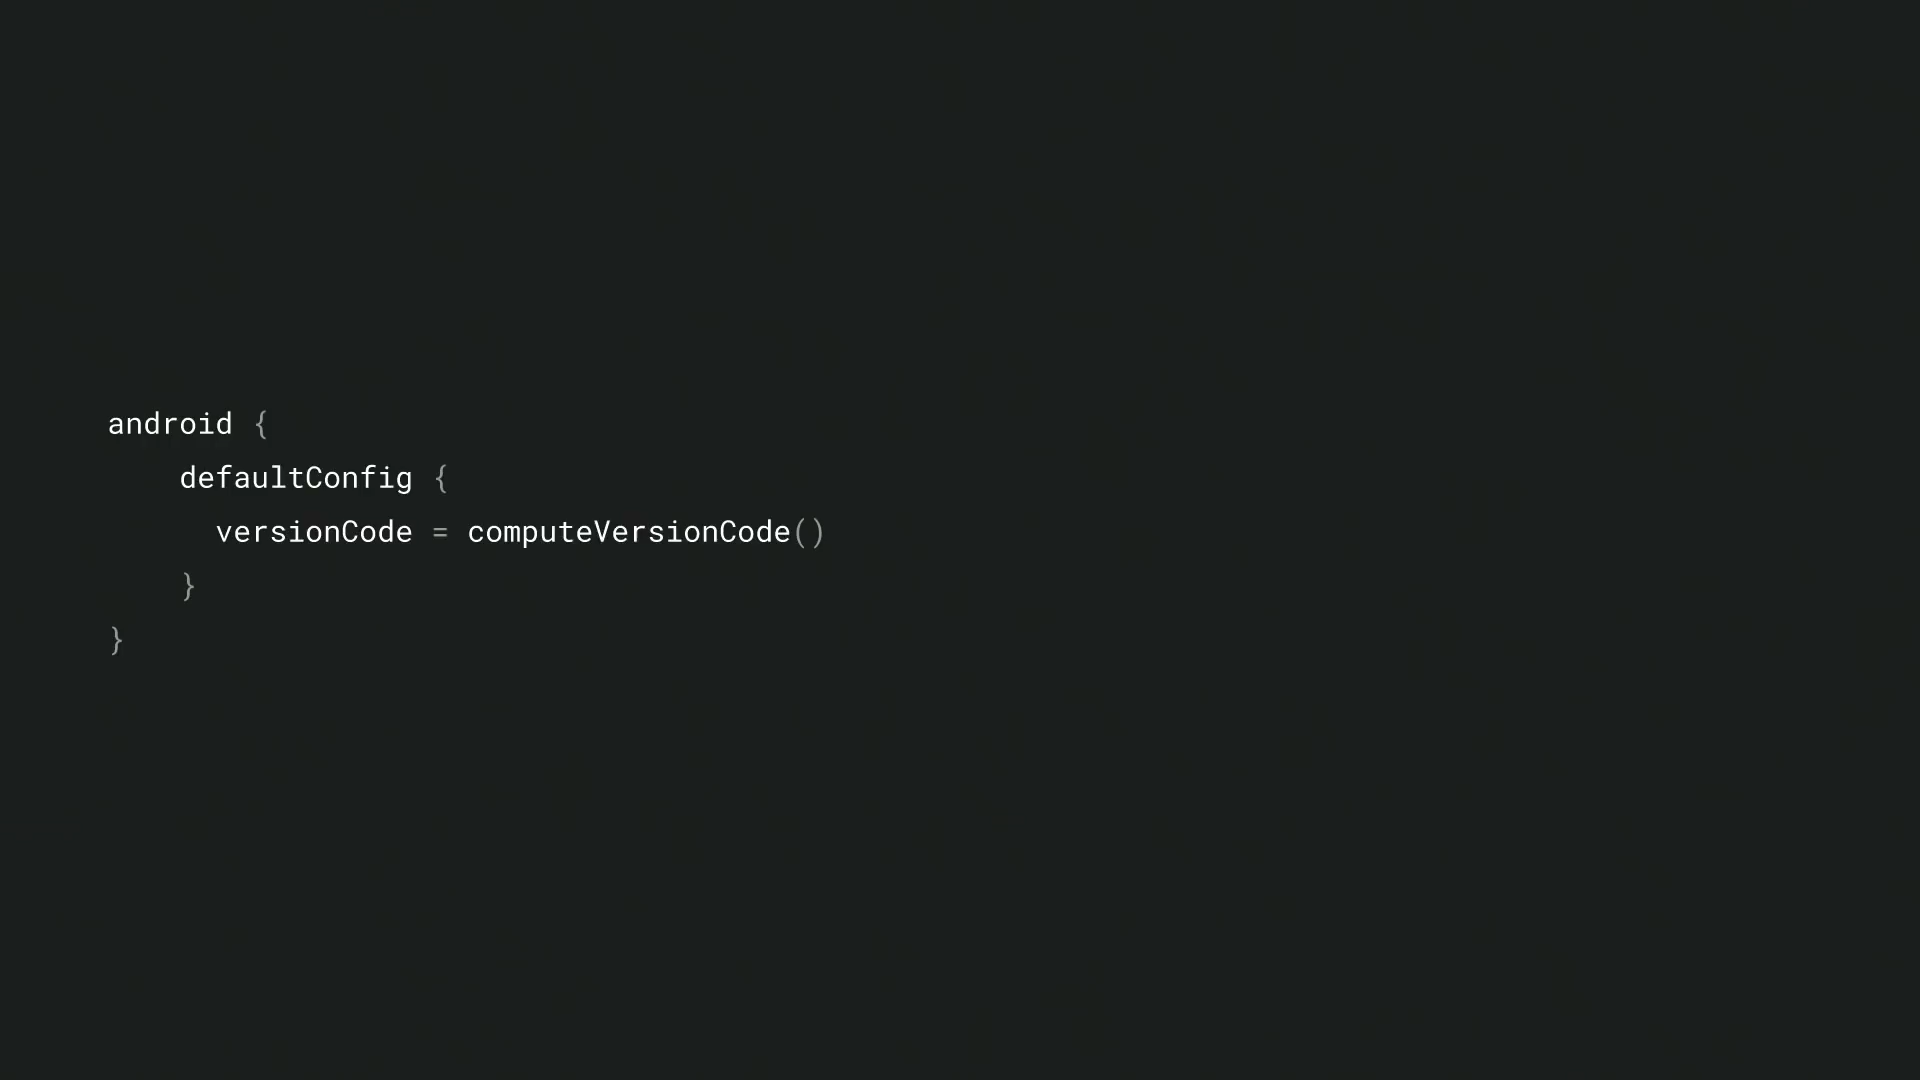 android {
    defaultConfig {
      versionCode = computeVersionCode()
    }
}